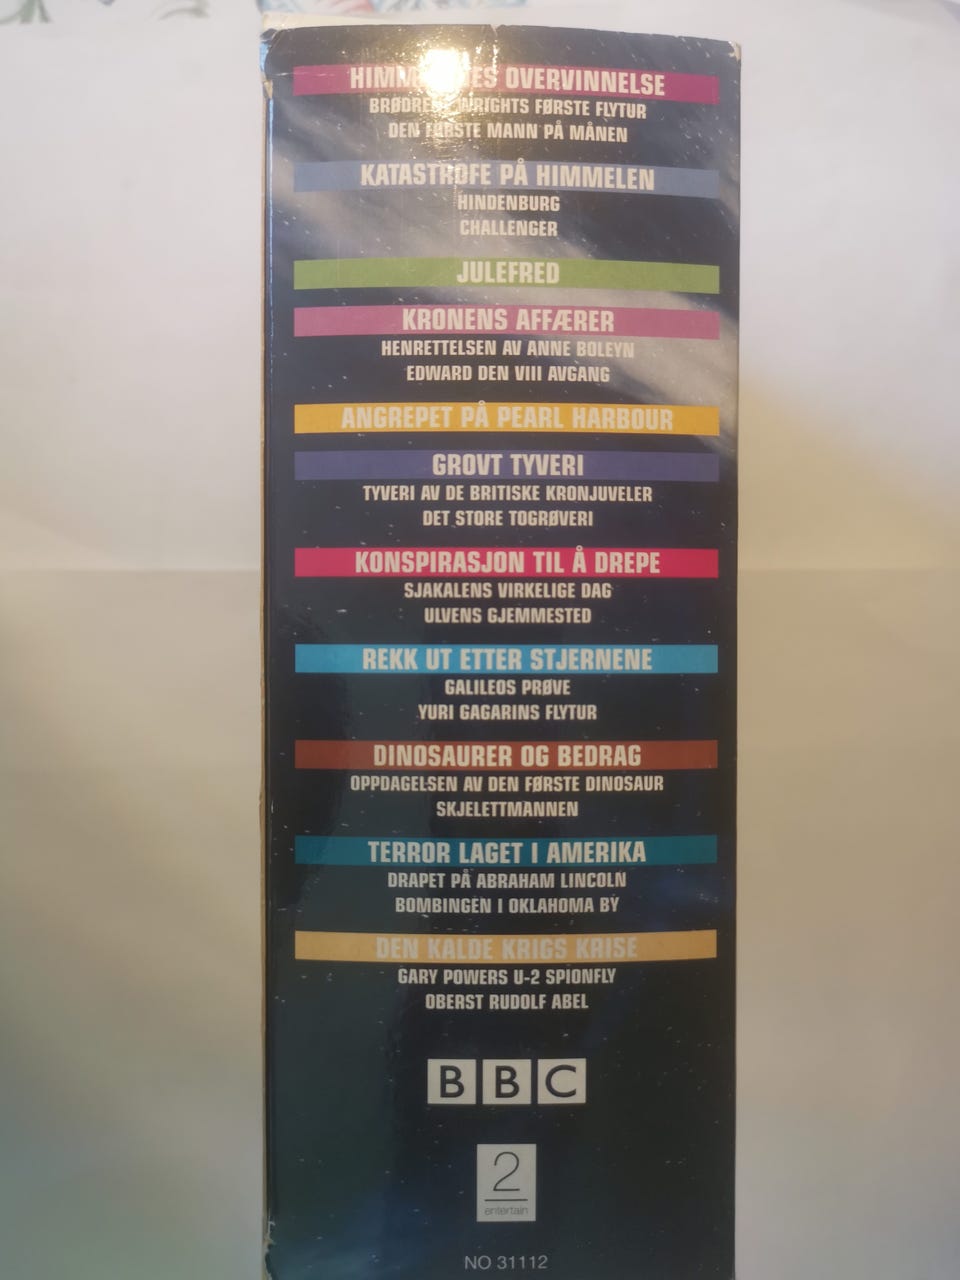 OVERVINNELSE
BRØDRENE WRIGHTS FØRSTE FLYTUR
DEN FØRSTE MANN PÅ MÅNEN
KATASTROFE PÅ HIMMELEN
HINDENBURG
CHALLENGER
JULEFRED
KRONENS AFFÆRER
HENRETTELSEN AV ANNE BOLEYN
EDWARD DEN VIII AVGANG
ANGREPET PÅ PEARL HARBOUR
GROVT TYVERI
TYVERI AV DE BRITISKE KRONJUVELER
DET STORE TOGRØVERI
KONSPIRASJON TIL Å DREPE
SJAKALENS VIRKELIGE DAG
ULVENS GJEMMESTED
REKK UT ETTER STJERNENE
GALILEOS PRØVE
YURI GAGARINS FLYTUR
DINOSAURER OG BEDRAG
OPPDAGELSEN AV DEN FØRSTE DINOSAUR
SKJELETTMANNEN
TERROR LAGET I AMERIKA
DRAPET PÅ ABRAHAM LINCOLN
BOMBINGEN I OKLAHOMA BY
DEN KALDE KRIGS KRISE
GARY POWERS U-2 SPIONFLY
OBERST RUDOLF ABEL
BBC
2
entertain
NO 31112